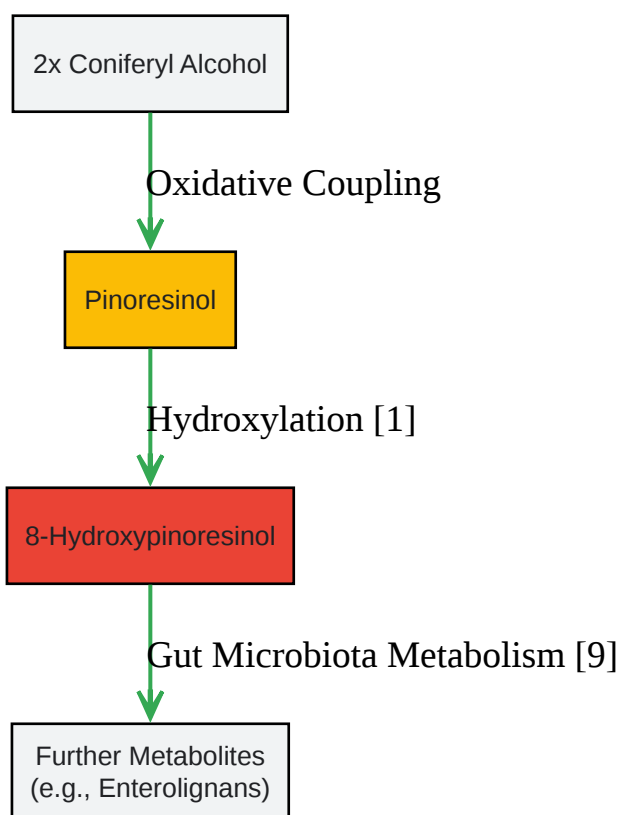 2x Coniferyl Alcohol
Oxidative Coupling
Pinoresinol
Hydroxylation [1]
8-Hydroxypinoresinol
Gut Microbiota Metabolism [9]
Further Metabolites
(e.g., Enterolignans)